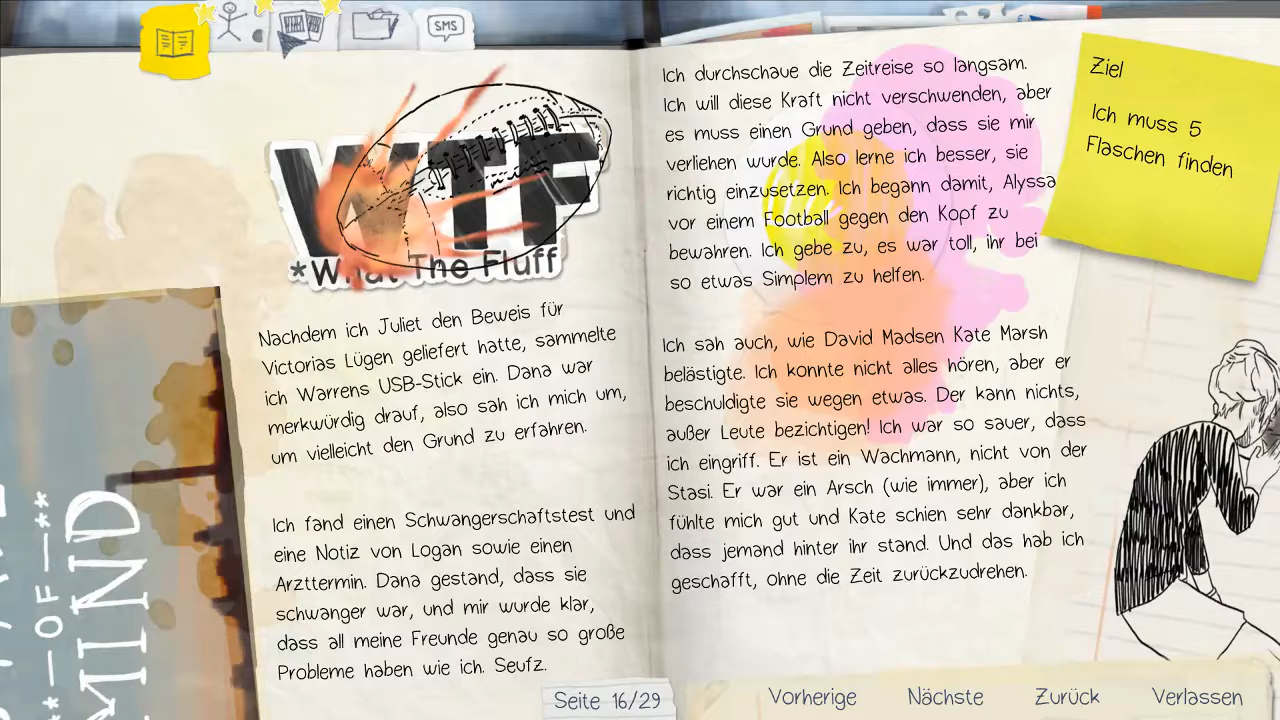 SMS
WTF
*What The Fluff
Nachdem ich Juliet den Beweis für
Victorias Lügen geliefert hatte, sammelte
ich Warrens USB-Stick ein. Dana war
merkwürdig drauf, also sah ich mich um,
um vielleicht den Grund zu erfahren.
Ich fand einen Schwangerschaftstest und
eine Notiz von Logan sowie einen
Arzttermin. Dana gestand, dass sie
schwanger war, und mir wurde klar,
dass all meine Freunde genau so große
Probleme haben wie ich. Seufz.
OF
MIND
Ich durchschaue die Zeitreise so langsam.
Ich will diese Kraft nicht verschwenden, aber
es muss einen Grund geben, dass sie mir
verliehen wurde. Also lerne ich besser, sie
richtig einzusetzen. Ich begann damit, Alyssa
vor einem Football gegen den Kopf zu
bewahren. Ich gebe zu, es war toll, ihr bei
so etwas Simplem zu helfen.
Ich sah auch, wie David Madsen Kate Marsh
belästigte. Ich konnte nicht alles hören, aber er
beschuldigte sie wegen etwas. Der kann nichts,
außer Leute bezichtigen! Ich war so sauer, dass
ich eingriff. Er ist ein Wachmann, nicht von der
Stasi. Er war ein Arsch (wie immer), aber ich
fühlte mich gut und Kate schien sehr dankbar,
dass jemand hinter ihr stand. Und das hab ich
geschafft, ohne die Zeit zurückzudrehen.
Ziel
Ich muss 5
Flaschen finden
Seite 16/29
Vorherige
Nächste
Zurück
Verlassen